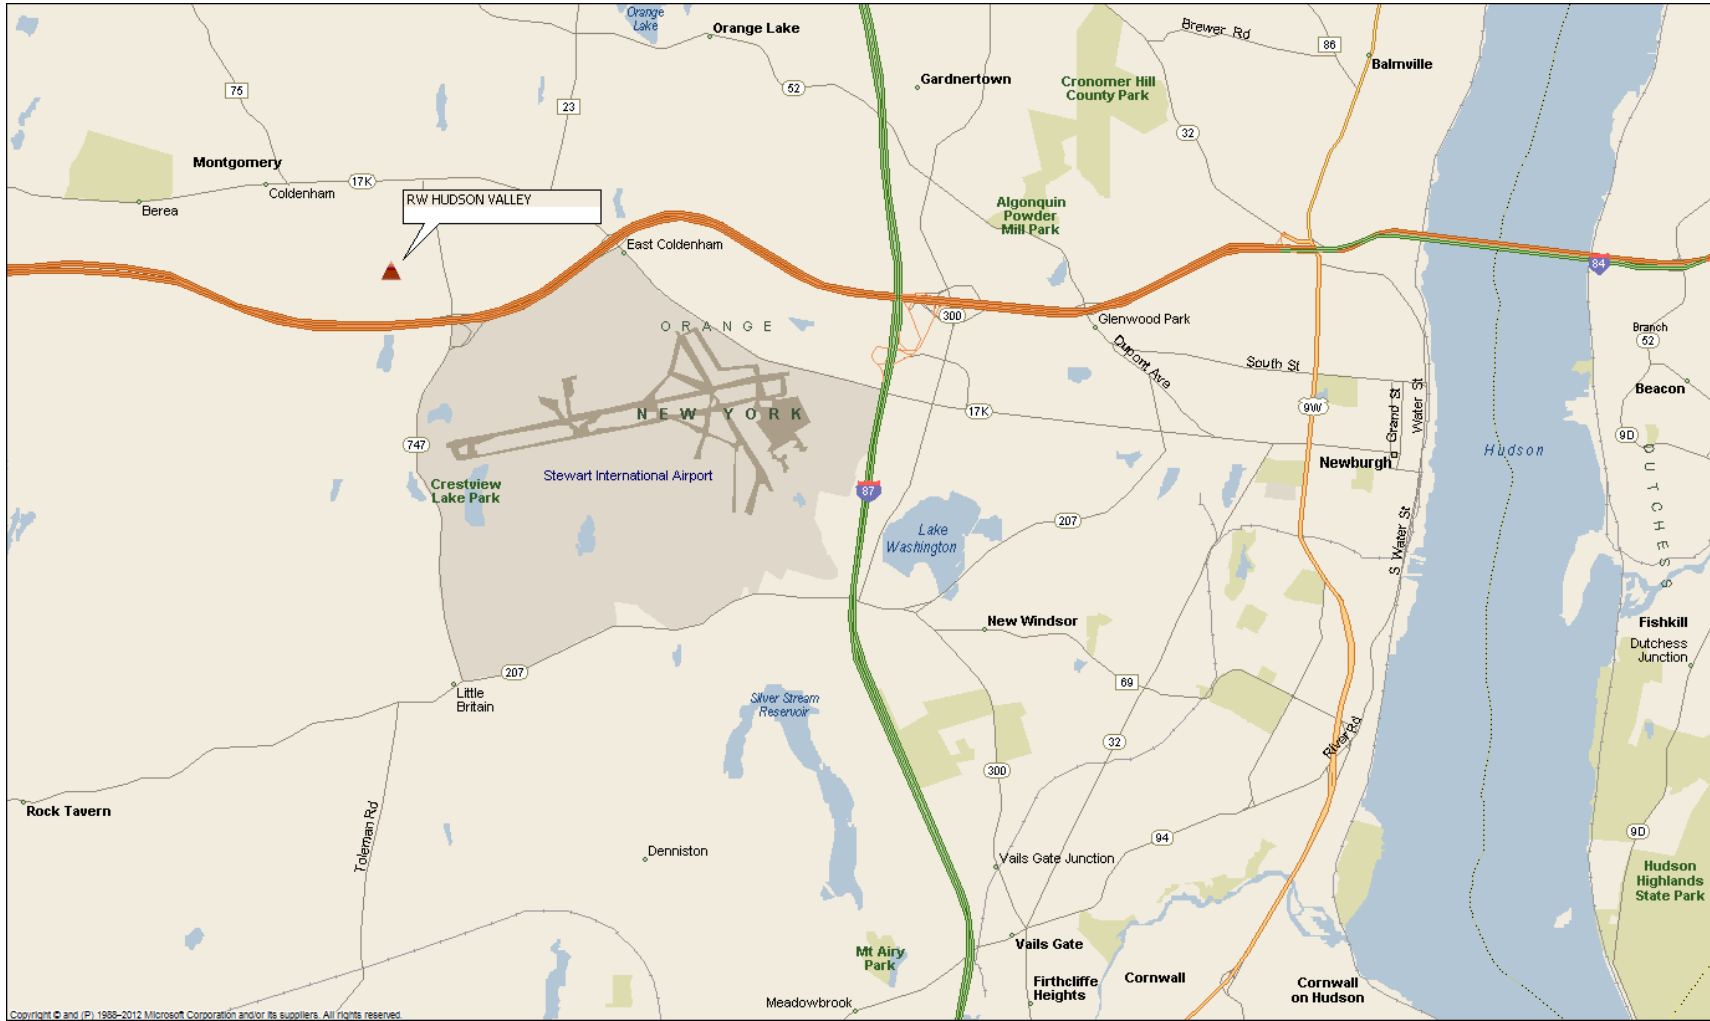 Orange
Lake
Orange Lake
Brewer Rd
86
Balmville
75
23
52
Gardnertown
Cronomer Hill
County Park
32
Montgomery
Coldenham
17K
Berea
RW HUDSON VALLEY
Algonquin
Powder
Mill Park
East Coldenham
84
300
Glenwood Park
ORANGE
Branch
52
Dupont Ave
South St
Beacon
Grand St
Water St
NEW YORK
17K
9W
9D
747
Hudson
Newburgh
Stewart International Airport
Crestview
Lake Park
87
DUTCHESS
207
Lake
Washington
S Water St
New Windsor
Fishkill
Dutchess
Junction
207
69
Little
Britain
Silver Stream
Reservoir
32
River Rd
300
Rock Tavern
Toleman Rd
94
9D
Denniston
Vails Gate Junction
Hudson
Highlands
State Park
Vails Gate
Mt Airy
Park
Cornwall
Firthcliffe
Heights
Cornwall
on Hudson
Meadowbrook
Copyright © and (P) 1988–2012 Microsoft Corporation and/or its suppliers. All rights reserved.